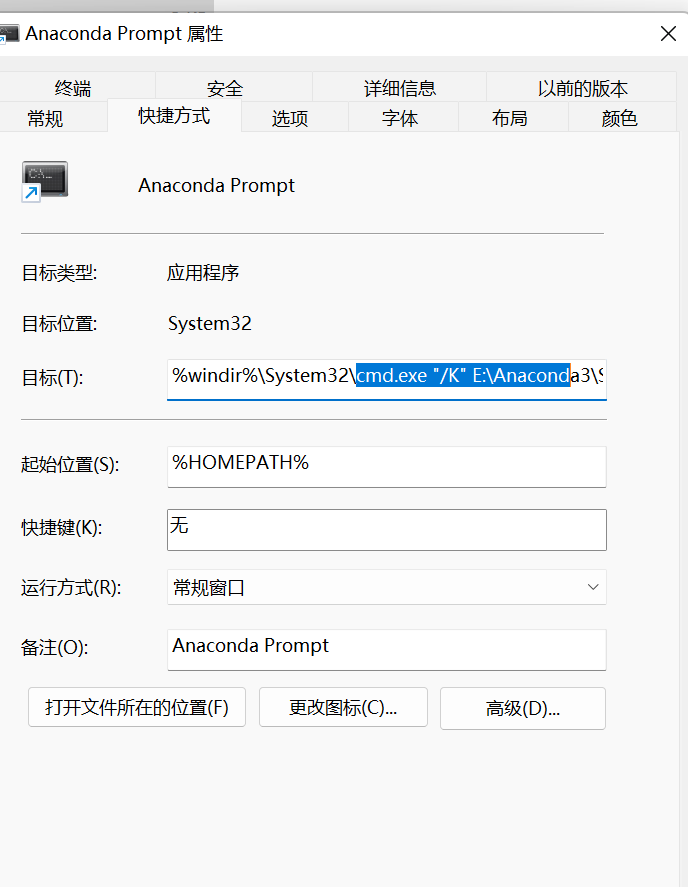 Anaconda Prompt 属性
终端 安全 详细信息 以前的版本
常规 快捷方式 选项 字体 布局 颜色
C:\...
Anaconda Prompt
目标类型: 应用程序
目标位置: System32
目标(T): %windir%\System32\cmd.exe "/K" E:\Anaconda3\S
起始位置(S): %HOMEPATH%
快捷键(K): 无
运行方式(R): 常规窗口
备注(O): Anaconda Prompt
打开文件所在的位置(F) 更改图标(C)... 高级(D)...